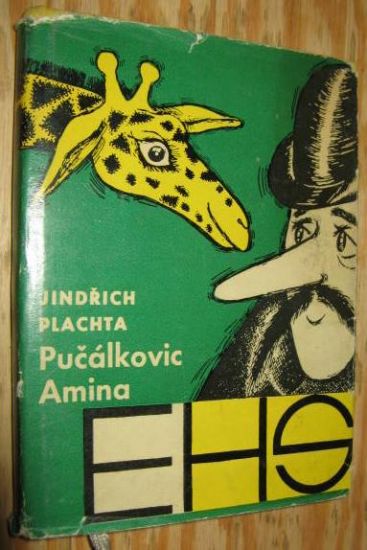 JINDŘICH
PLACHTA
Pučálkovic
Amina
EHS